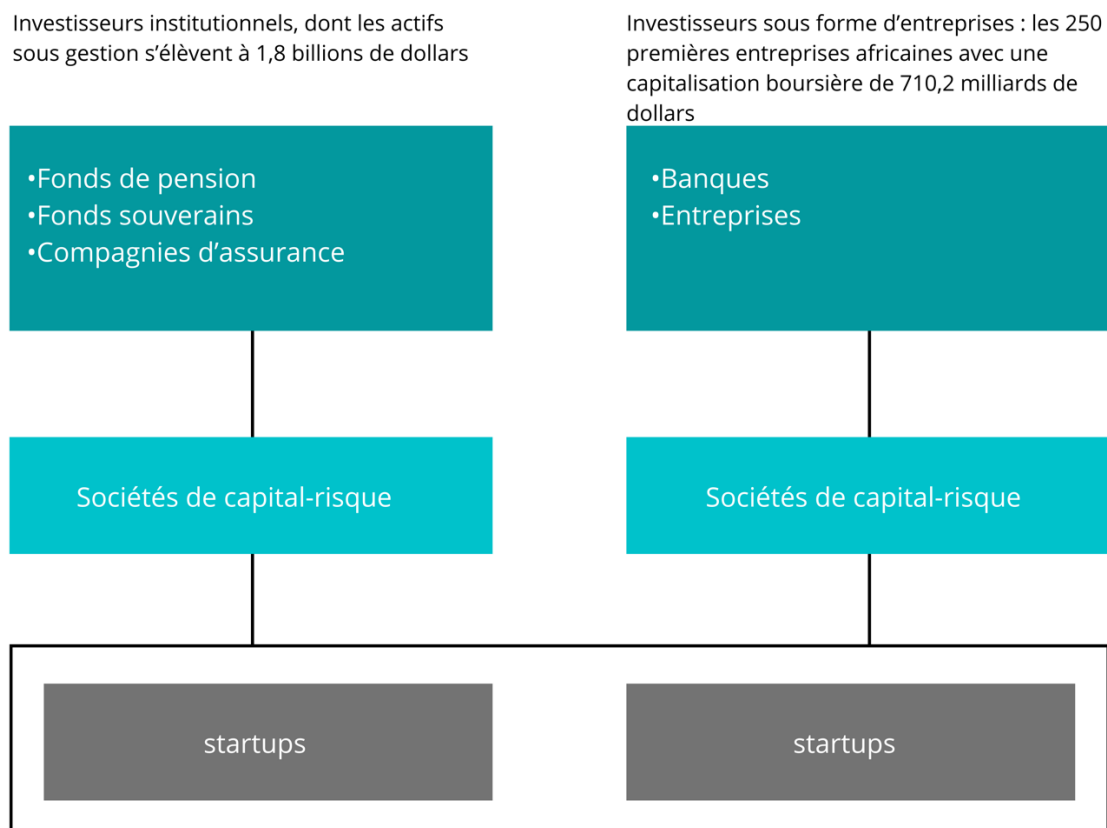 Investisseurs institutionnels, dont les actifs
sous gestion s’élèvent à 1,8 billions de dollars
Investisseurs sous forme d’entreprises : les 250
premières entreprises africaines avec une
capitalisation boursière de 710,2 milliards de
dollars
•Fonds de pension
•Fonds souverains
•Compagnies d’assurance
•Banques
•Entreprises
Sociétés de capital-risque
Sociétés de capital-risque
startups
startups